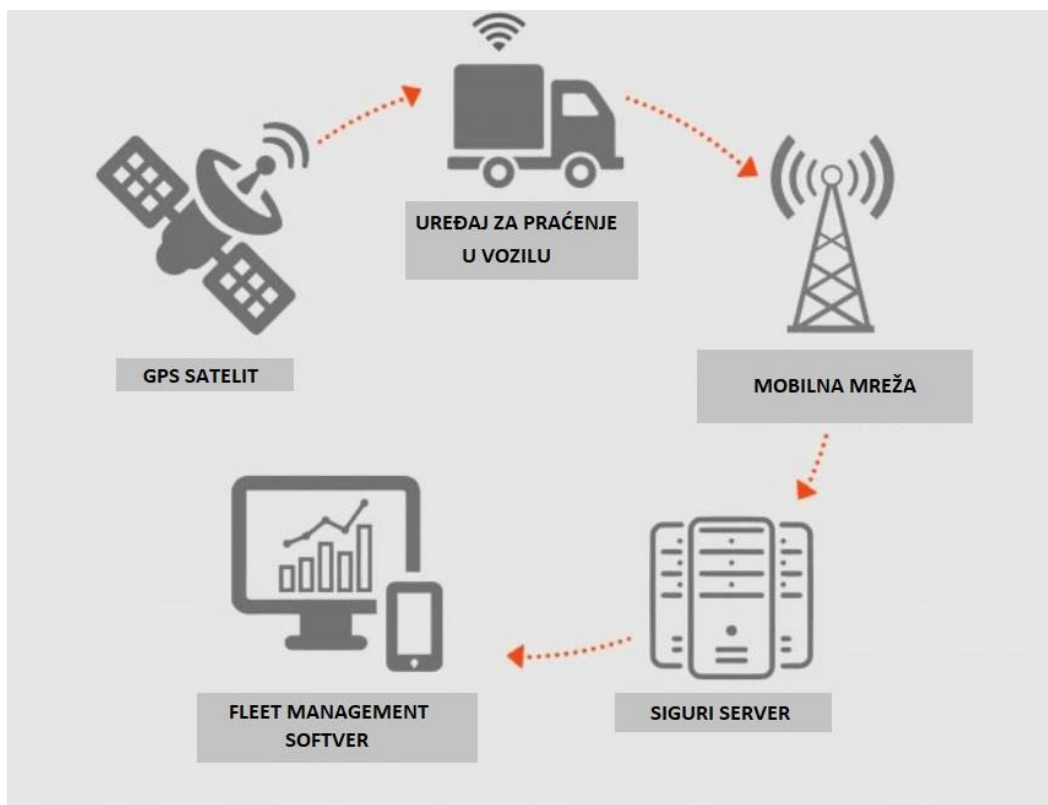 UREĐAJ ZA PRAĆENJE
U VOZILU
GPS SATELIT
MOBILNA MREŽA
FLEET MANAGEMENT
SOFTVER
SIGURI SERVER